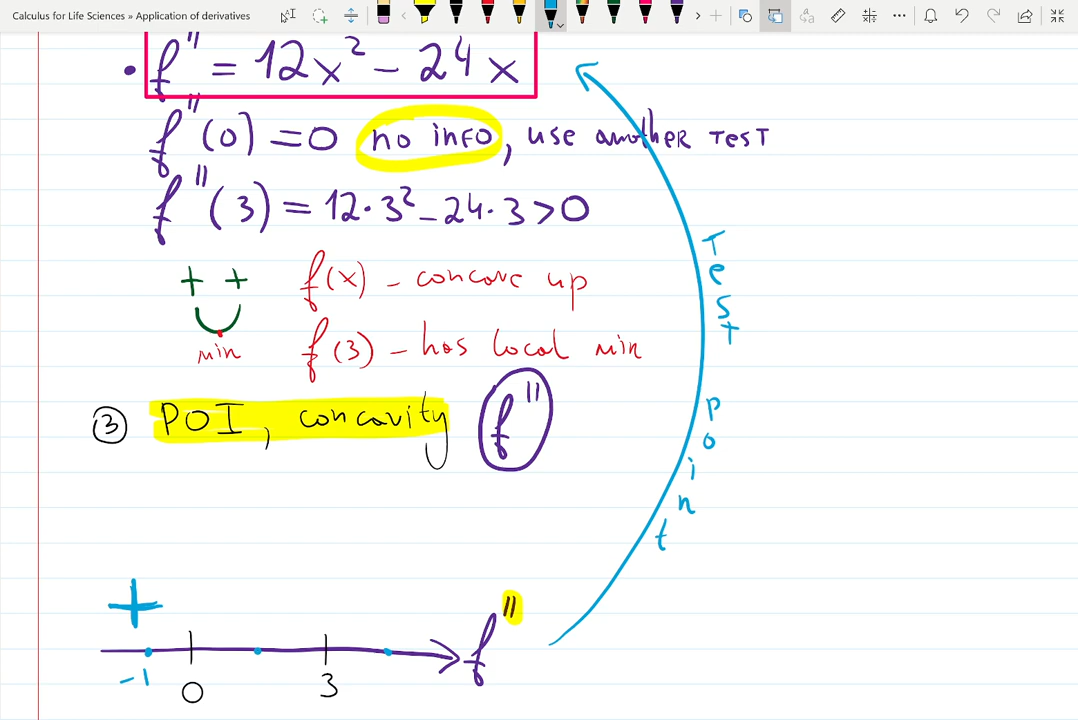 Calculus for Life Sciences » Application of derivatives
• f'' = 12x² - 24x
f''(0) = 0 no info, use another test
f''(3) = 12·3² - 24·3 > 0
+ + f(x) - concave up
min f(3) - has local min
③ POI, concavity f''
Test point
+
f''
-1 0 3